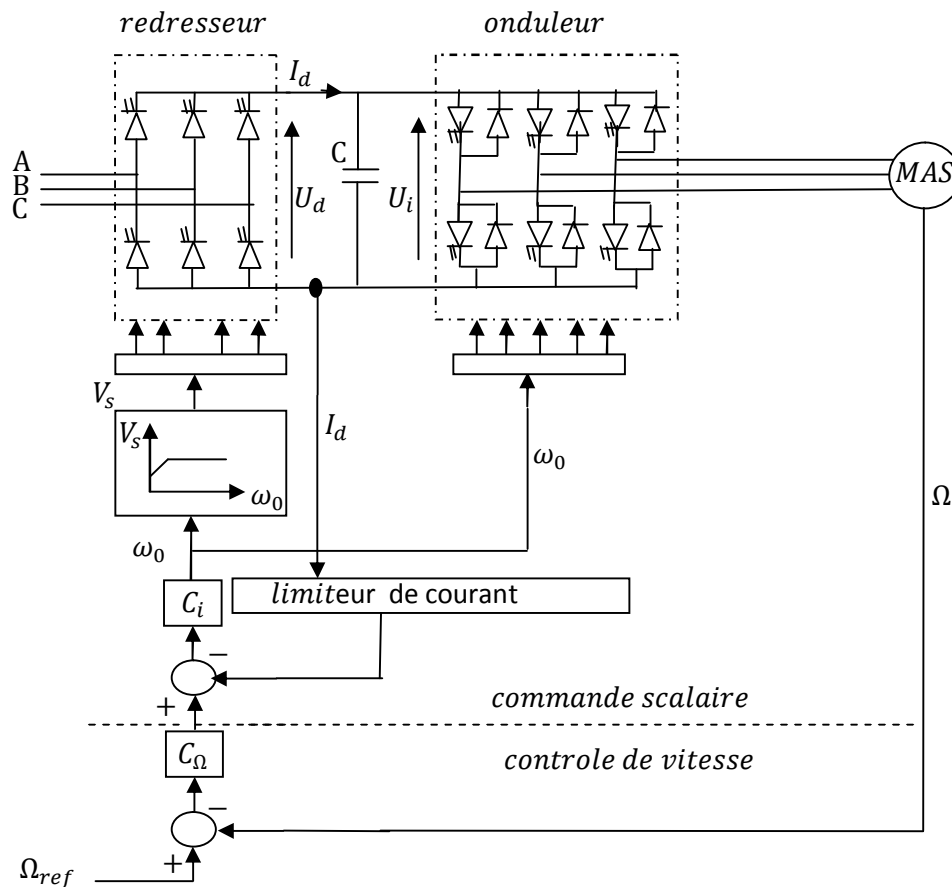 redresseur
onduleur
I_d
A
B
C
C
U_d
U_i
MAS
V_s
V_s
ω_0
I_d
ω_0
Ω
ω_0
C_i
limiteur de courant
−
+
commande scalaire
C_Ω
controle de vitesse
−
+
Ω_ref